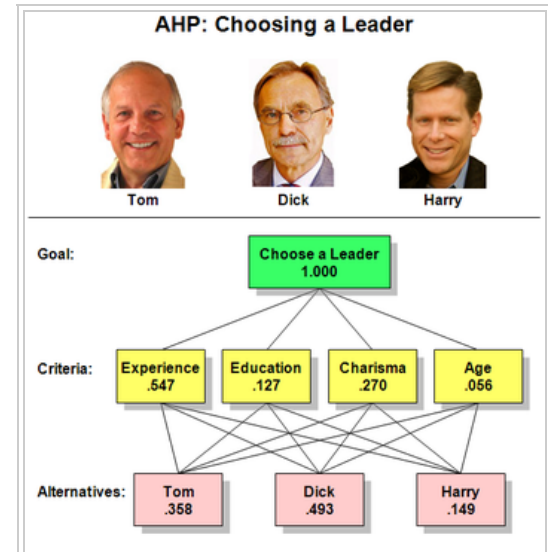 AHP: Choosing a Leader
Tom Dick Harry
Goal: Choose a Leader
1.000
Criteria: Experience Education Charisma Age
.547 .127 .270 .056
Alternatives: Tom Dick Harry
.358 .493 .149